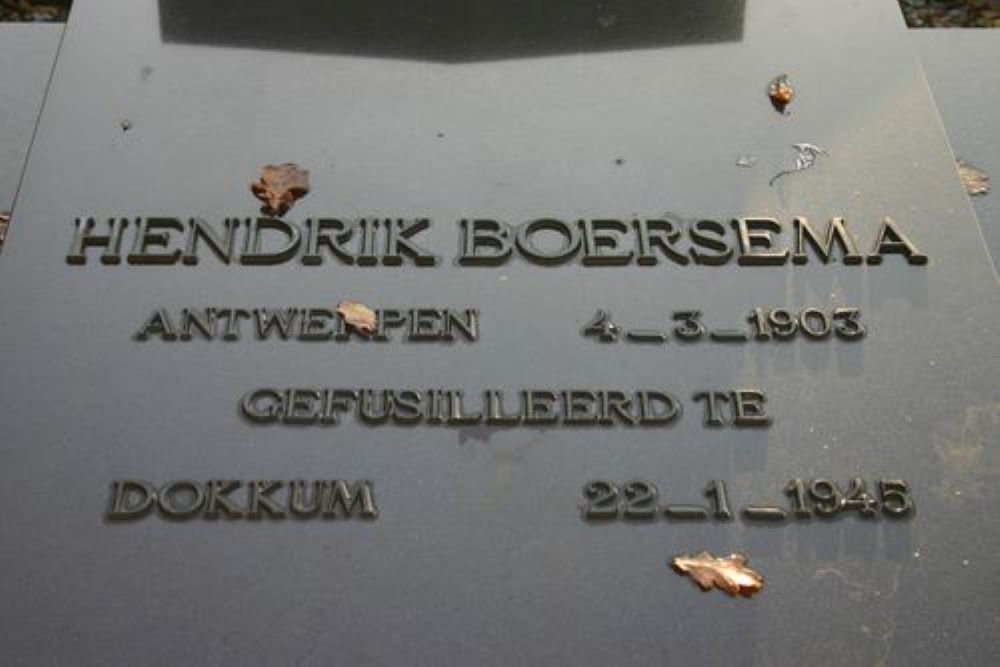 HENDRIK BOERSEMA
ANTWERPEN 4_3_1903
GEFUSILLEERD TE
DOKKUM 22_1_1945